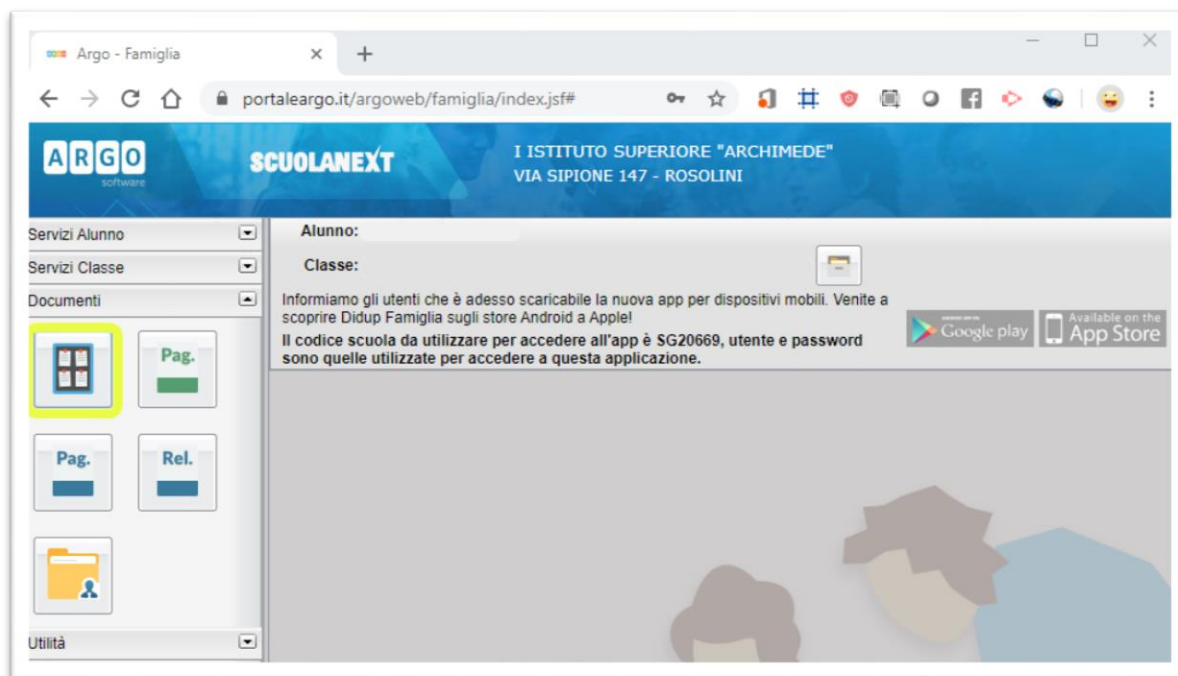 Argo - Famiglia
portaleargo.it/argoweb/famiglia/index.jsf#
ARGO
software
SCUOLANEXT
I ISTITUTO SUPERIORE "ARCHIMEDE"
VIA SIPIONE 147 - ROSOLINI
Servizi Alunno
Servizi Classe
Documenti
Pag.
Pag.
Rel.
Utilità
Alunno:
Classe:
Informiamo gli utenti che è adesso scaricabile la nuova app per dispositivi mobili. Venite a
scoprire Didup Famiglia sugli store Android a Apple!
Il codice scuola da utilizzare per accedere all'app è SG20669, utente e password
sono quelle utilizzate per accedere a questa applicazione.
Google play
Available on the
App Store